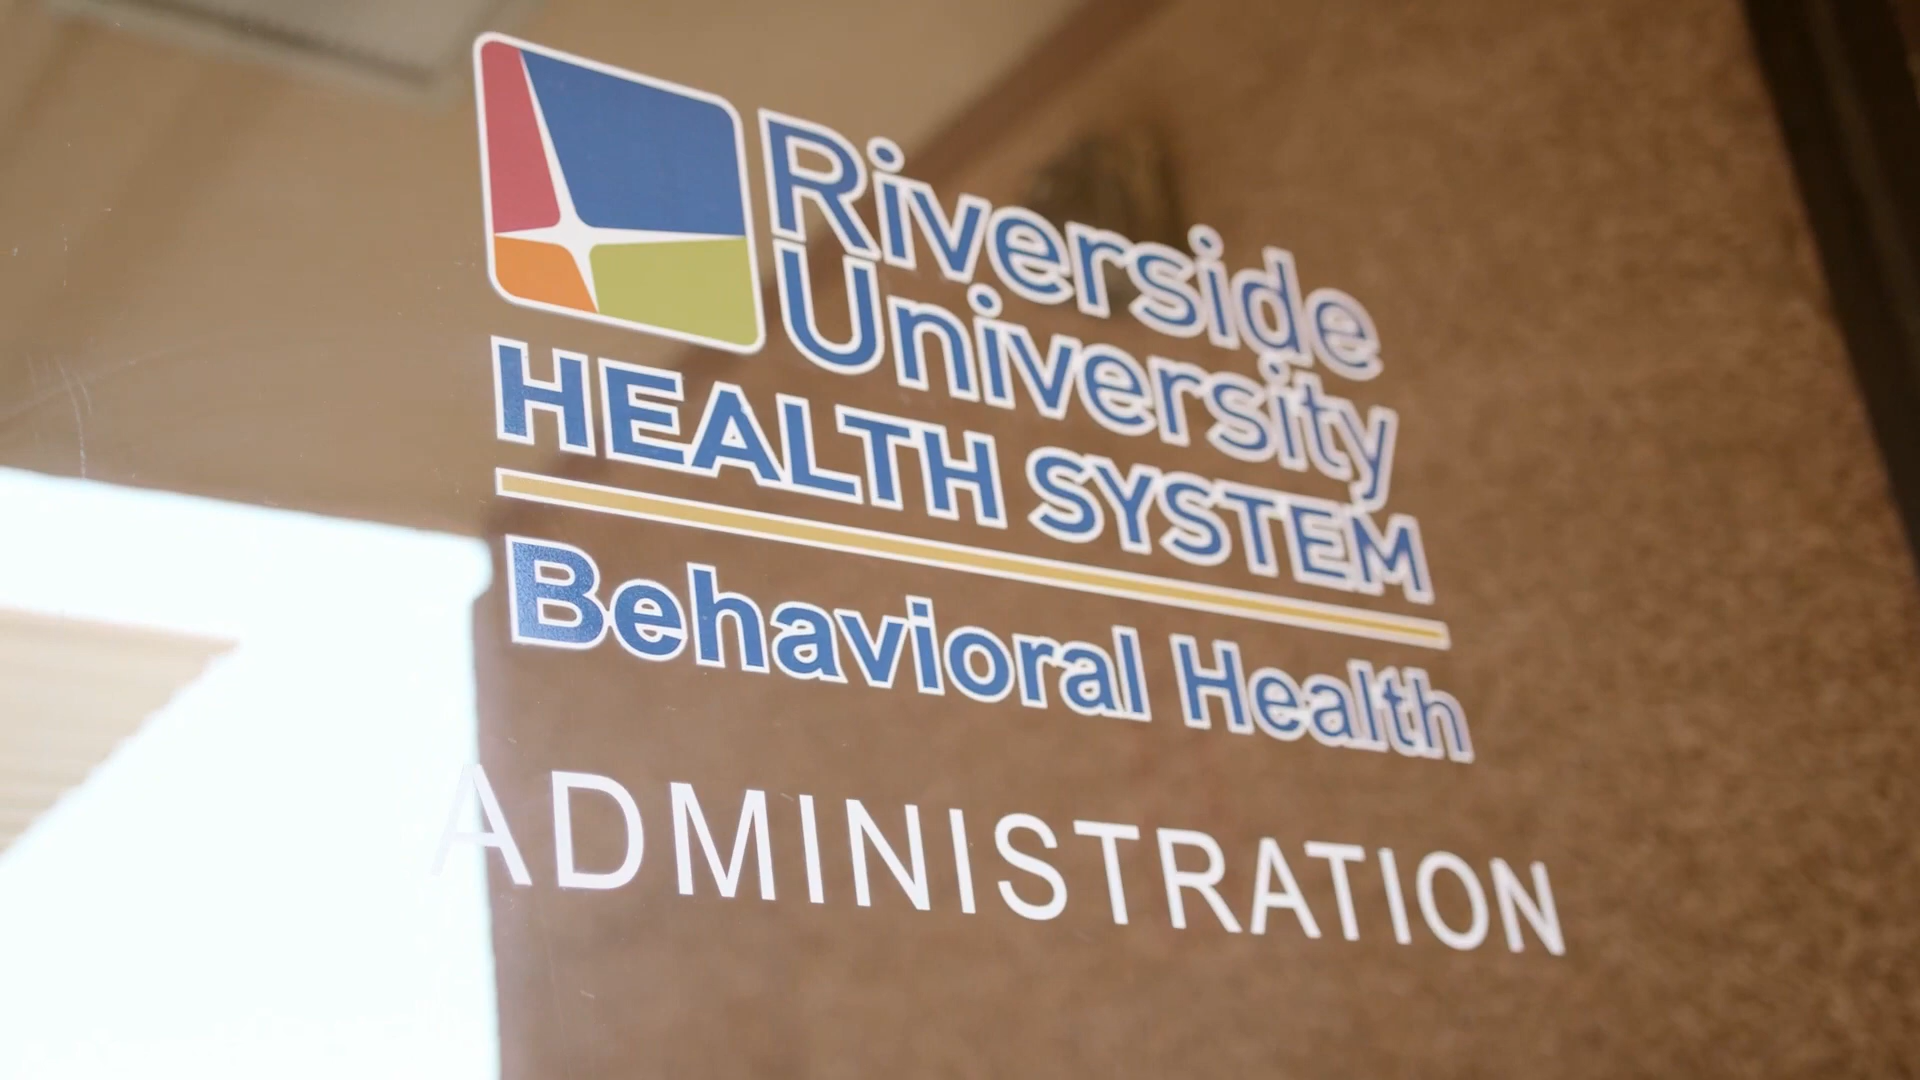 Riverside
University
HEALTH SYSTEM
Behavioral Health
ADMINISTRATION